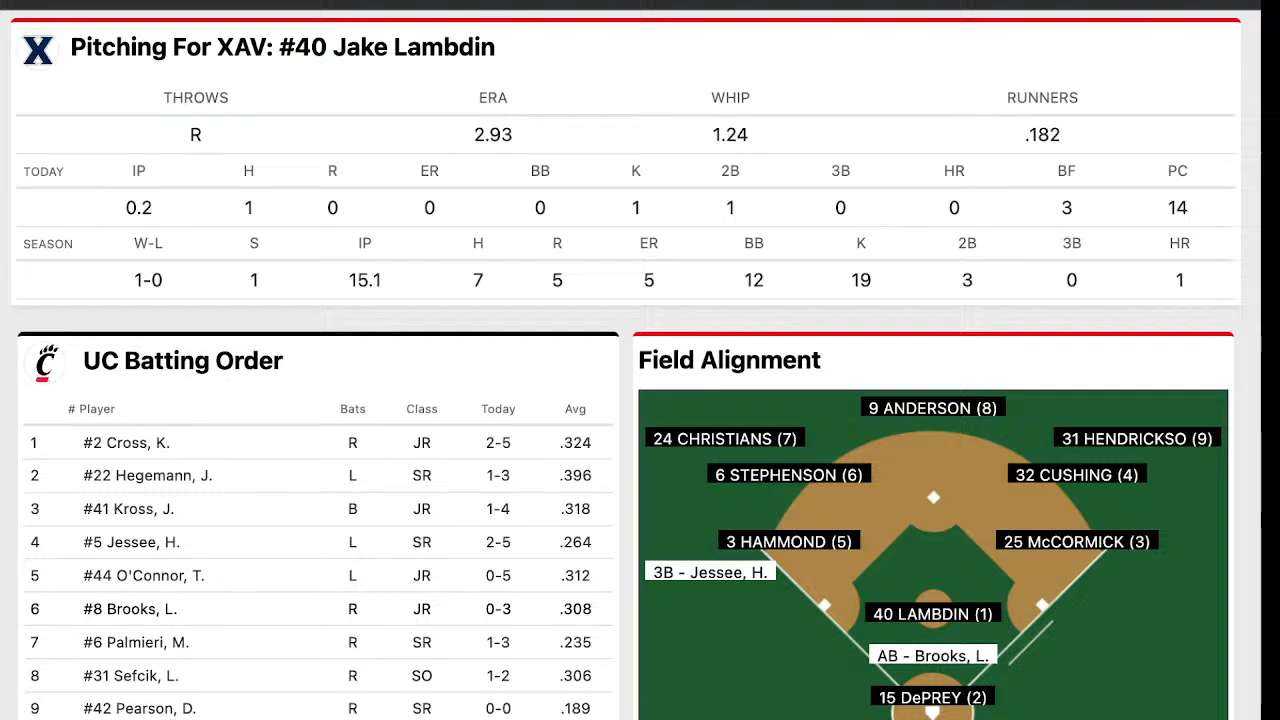 X Pitching For XAV: #40 Jake Lambdin
THROWS ERA WHIP RUNNERS
R 2.93 1.24 .182
TODAY IP H R ER BB K 2B 3B HR BF PC
0.2 1 0 0 0 1 1 0 0 3 14
SEASON W-L S IP H R ER BB K 2B 3B HR
1-0 1 15.1 7 5 5 12 19 3 0 1
C UC Batting Order
# Player Bats Class Today Avg
1 #2 Cross, K. R JR 2-5 .324
2 #22 Hegemann, J. L SR 1-3 .396
3 #41 Kross, J. B JR 1-4 .318
4 #5 Jessee, H. L SR 2-5 .264
5 #44 O'Connor, T. L JR 0-5 .312
6 #8 Brooks, L. R JR 0-3 .308
7 #6 Palmieri, M. R SR 1-3 .235
8 #31 Sefcik, L. R SO 1-2 .306
9 #42 Pearson, D. R SR 0-0 .189
Field Alignment
9 ANDERSON (8)
24 CHRISTIANS (7) 31 HENDRICKSO (9)
6 STEPHENSON (6) 32 CUSHING (4)
3 HAMMOND (5) 25 McCORMICK (3)
3B - Jessee, H.
40 LAMBDIN (1)
AB - Brooks, L.
15 DePREY (2)